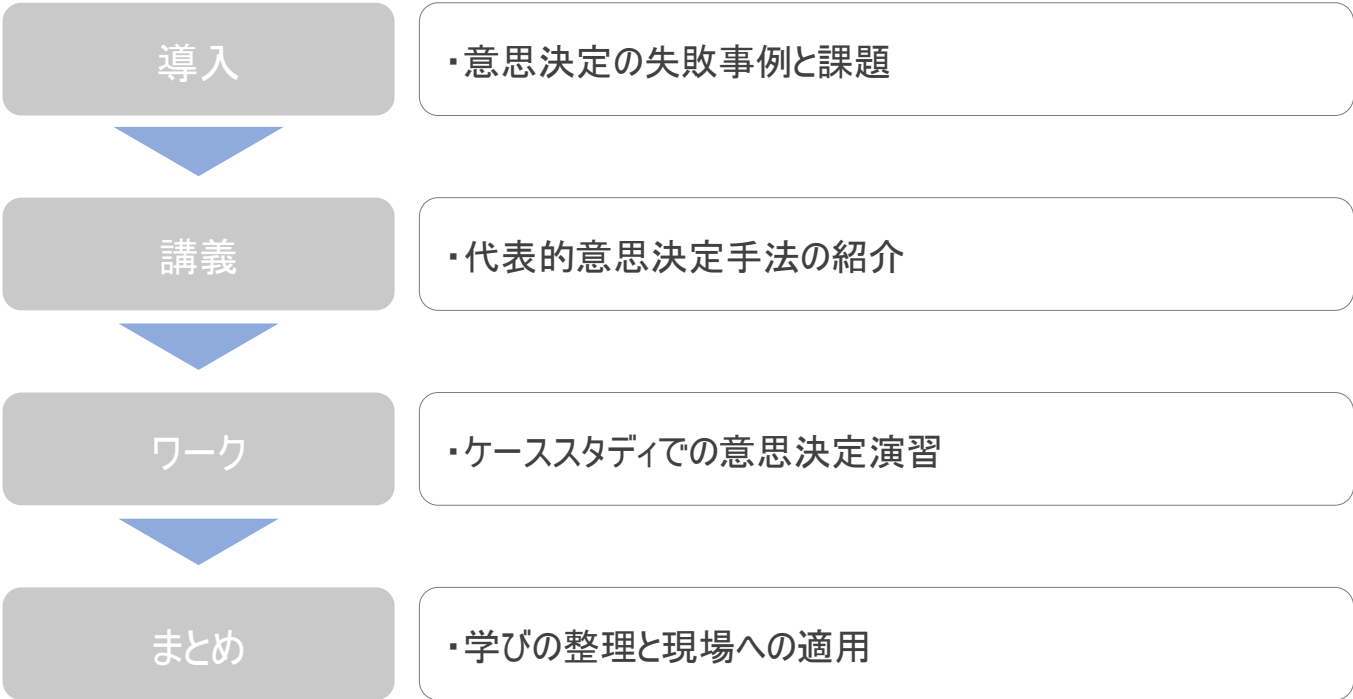 導入
・意思決定の失敗事例と課題
講義
・代表的意思決定手法の紹介
ワーク
・ケーススタディでの意思決定演習
まとめ
・学びの整理と現場への適用